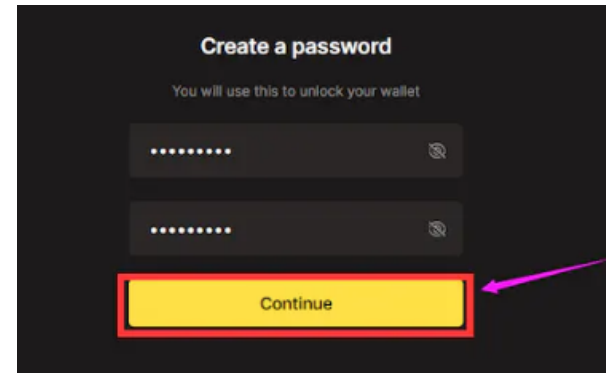 Create a password
You will use this to unlock your wallet
•••••••••
•••••••••
Continue